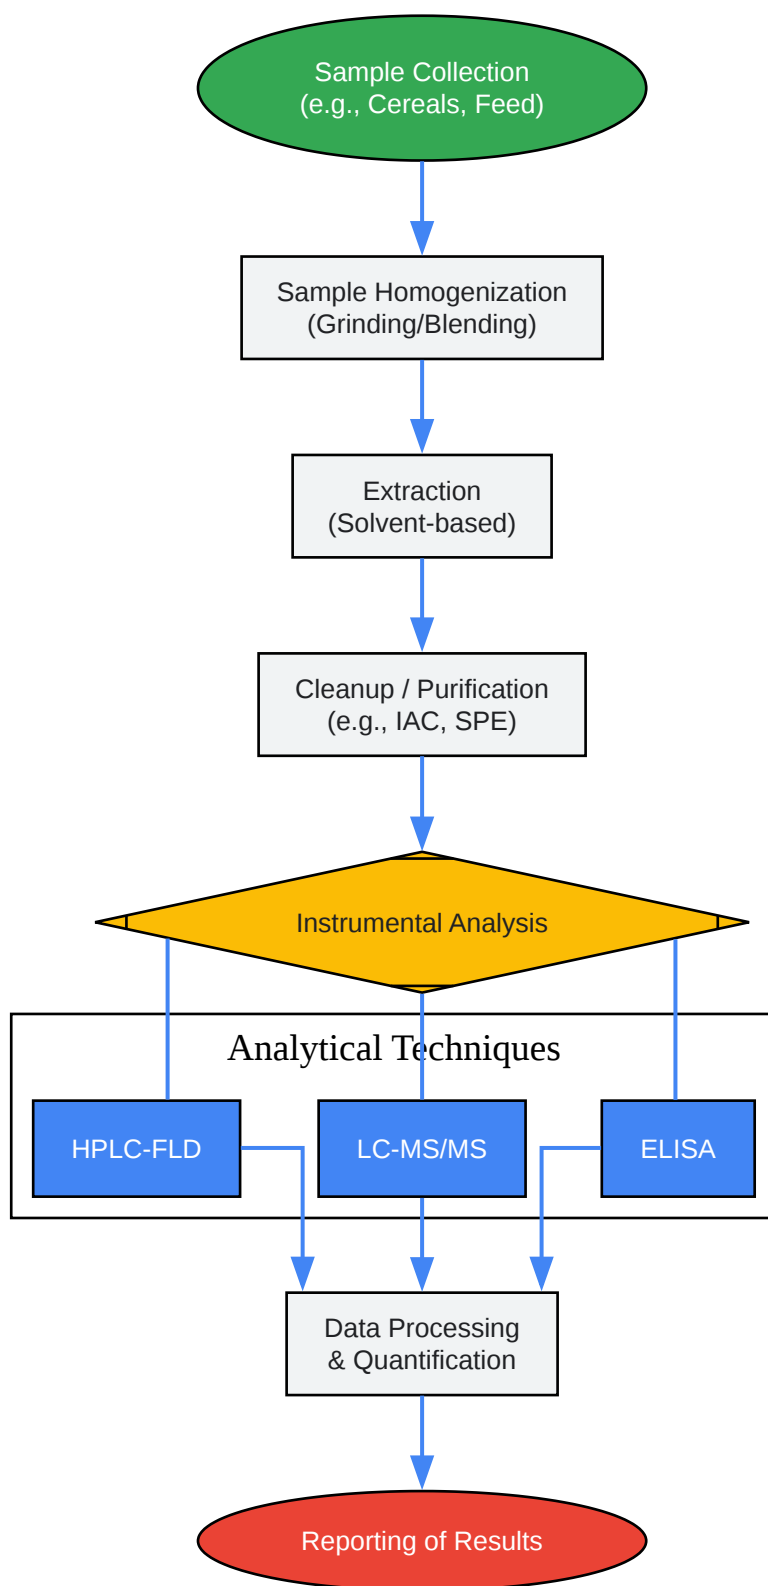 Sample Collection
(e.g., Cereals, Feed)
Sample Homogenization
(Grinding/Blending)
Extraction
(Solvent-based)
Cleanup / Purification
(e.g., IAC, SPE)
Instrumental Analysis
Analytical Techniques
HPLC-FLD
LC-MS/MS
ELISA
Data Processing
& Quantification
Reporting of Results